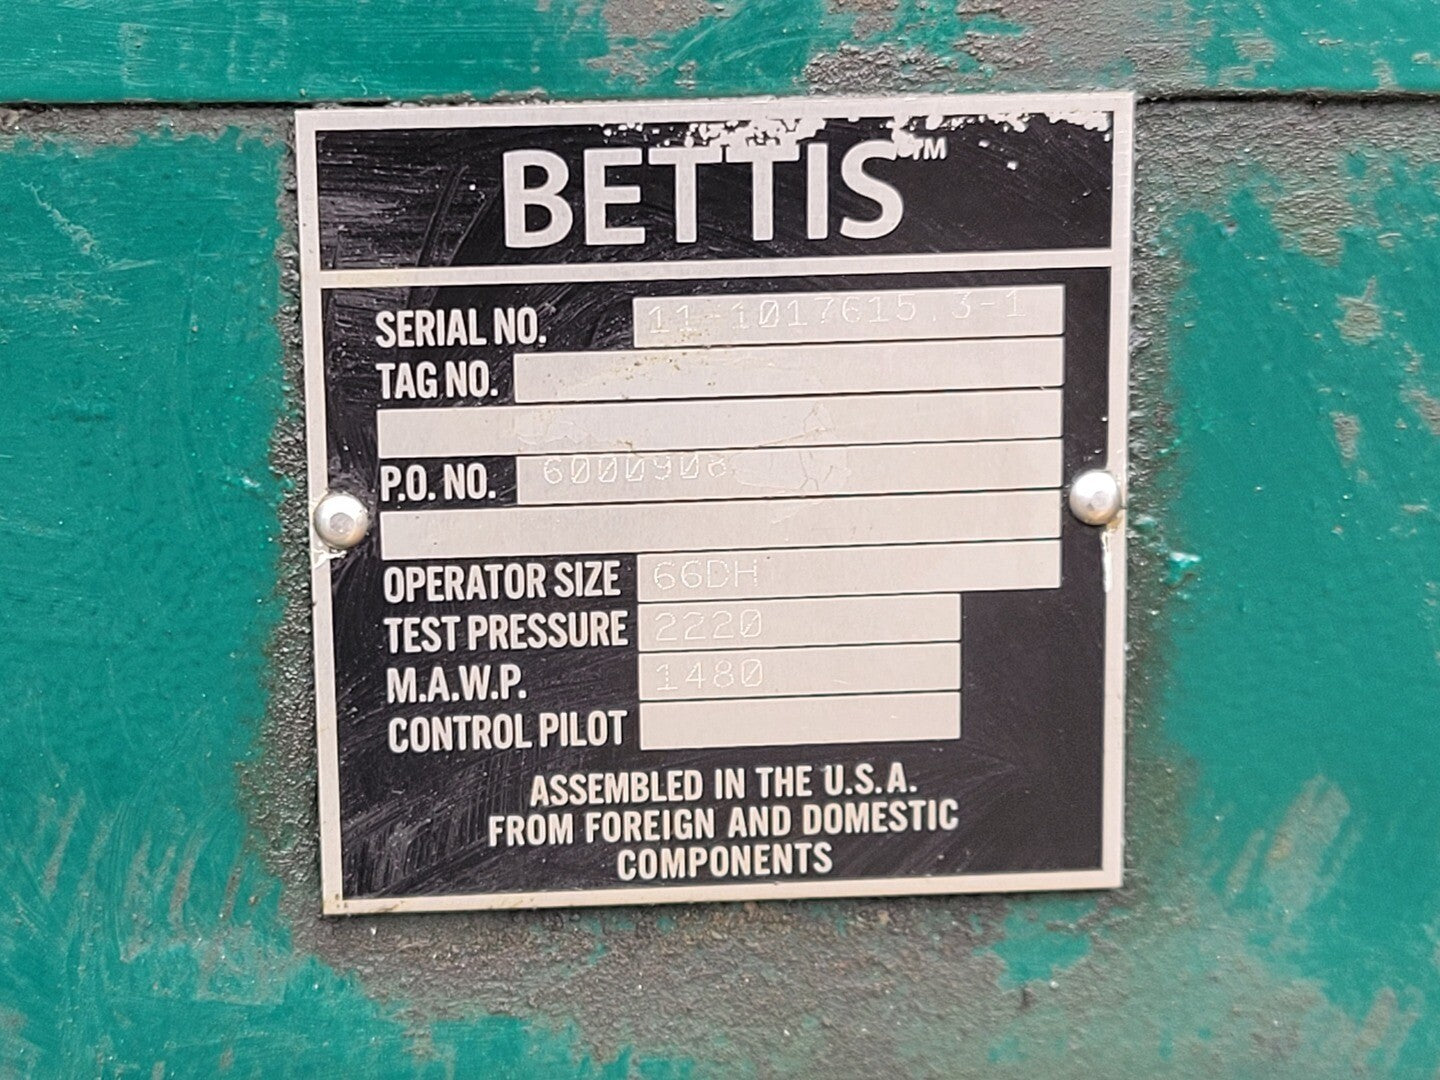 BETTIS™
SERIAL NO. 11-1017615.3-1
TAG NO.
P.O. NO. 6000908
OPERATOR SIZE 66DH
TEST PRESSURE 2220
M.A.W.P. 1480
CONTROL PILOT
ASSEMBLED IN THE U.S.A.
FROM FOREIGN AND DOMESTIC
COMPONENTS